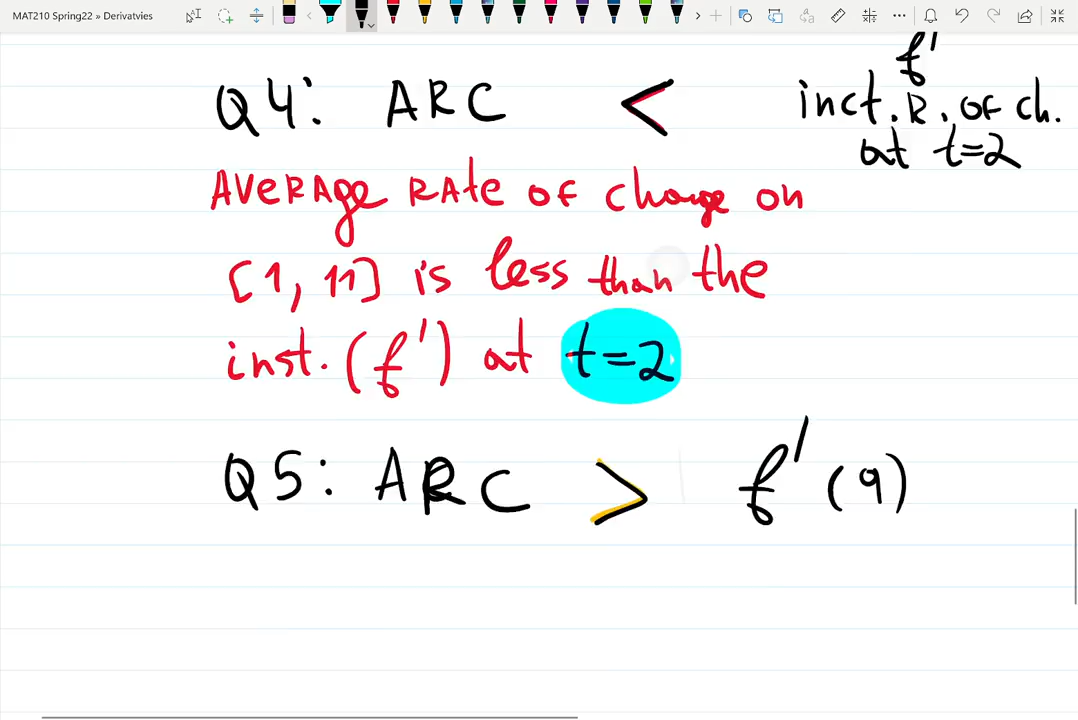 MAT210 Spring22 » Derivatvies
f'
Q4: ARC < inct. R. of ch.
at t=2
AVERAGE RATE OF change on
[1, 11] is less than the
inst. (f') at t=2
Q5: ARC > f'(9)